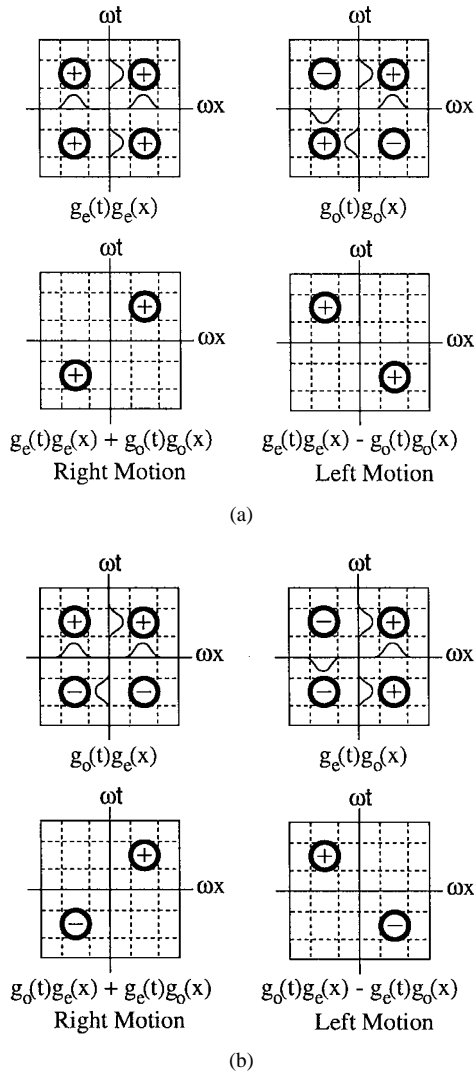 ωt ωt
+ + - +
ωx ωx
+ + + -
g_e(t)g_e(x) g_o(t)g_o(x)
ωt ωt
+ +
ωx ωx
+ +
g_e(t)g_e(x) + g_o(t)g_o(x) g_e(t)g_e(x) - g_o(t)g_o(x)
Right Motion Left Motion
(a)
ωt ωt
+ + - +
ωx ωx
- - - +
g_o(t)g_e(x) g_e(t)g_o(x)
ωt ωt
+ +
ωx ωx
- -
g_o(t)g_e(x) + g_e(t)g_o(x) g_o(t)g_e(x) - g_e(t)g_o(x)
Right Motion Left Motion
(b)